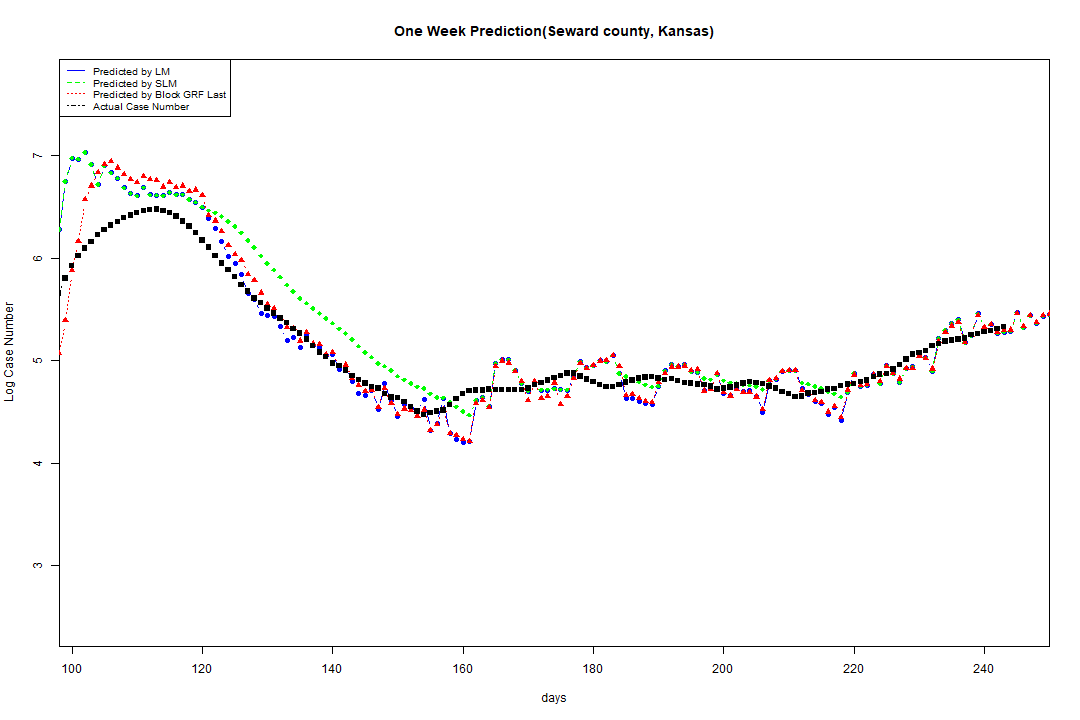 One Week Prediction(Seward county, Kansas)
Predicted by LM
Predicted by SLM
Predicted by Block GRF Last
Actual Case Number
7
6
5
4
3
Log Case Number
100 120 140 160 180 200 220 240
days